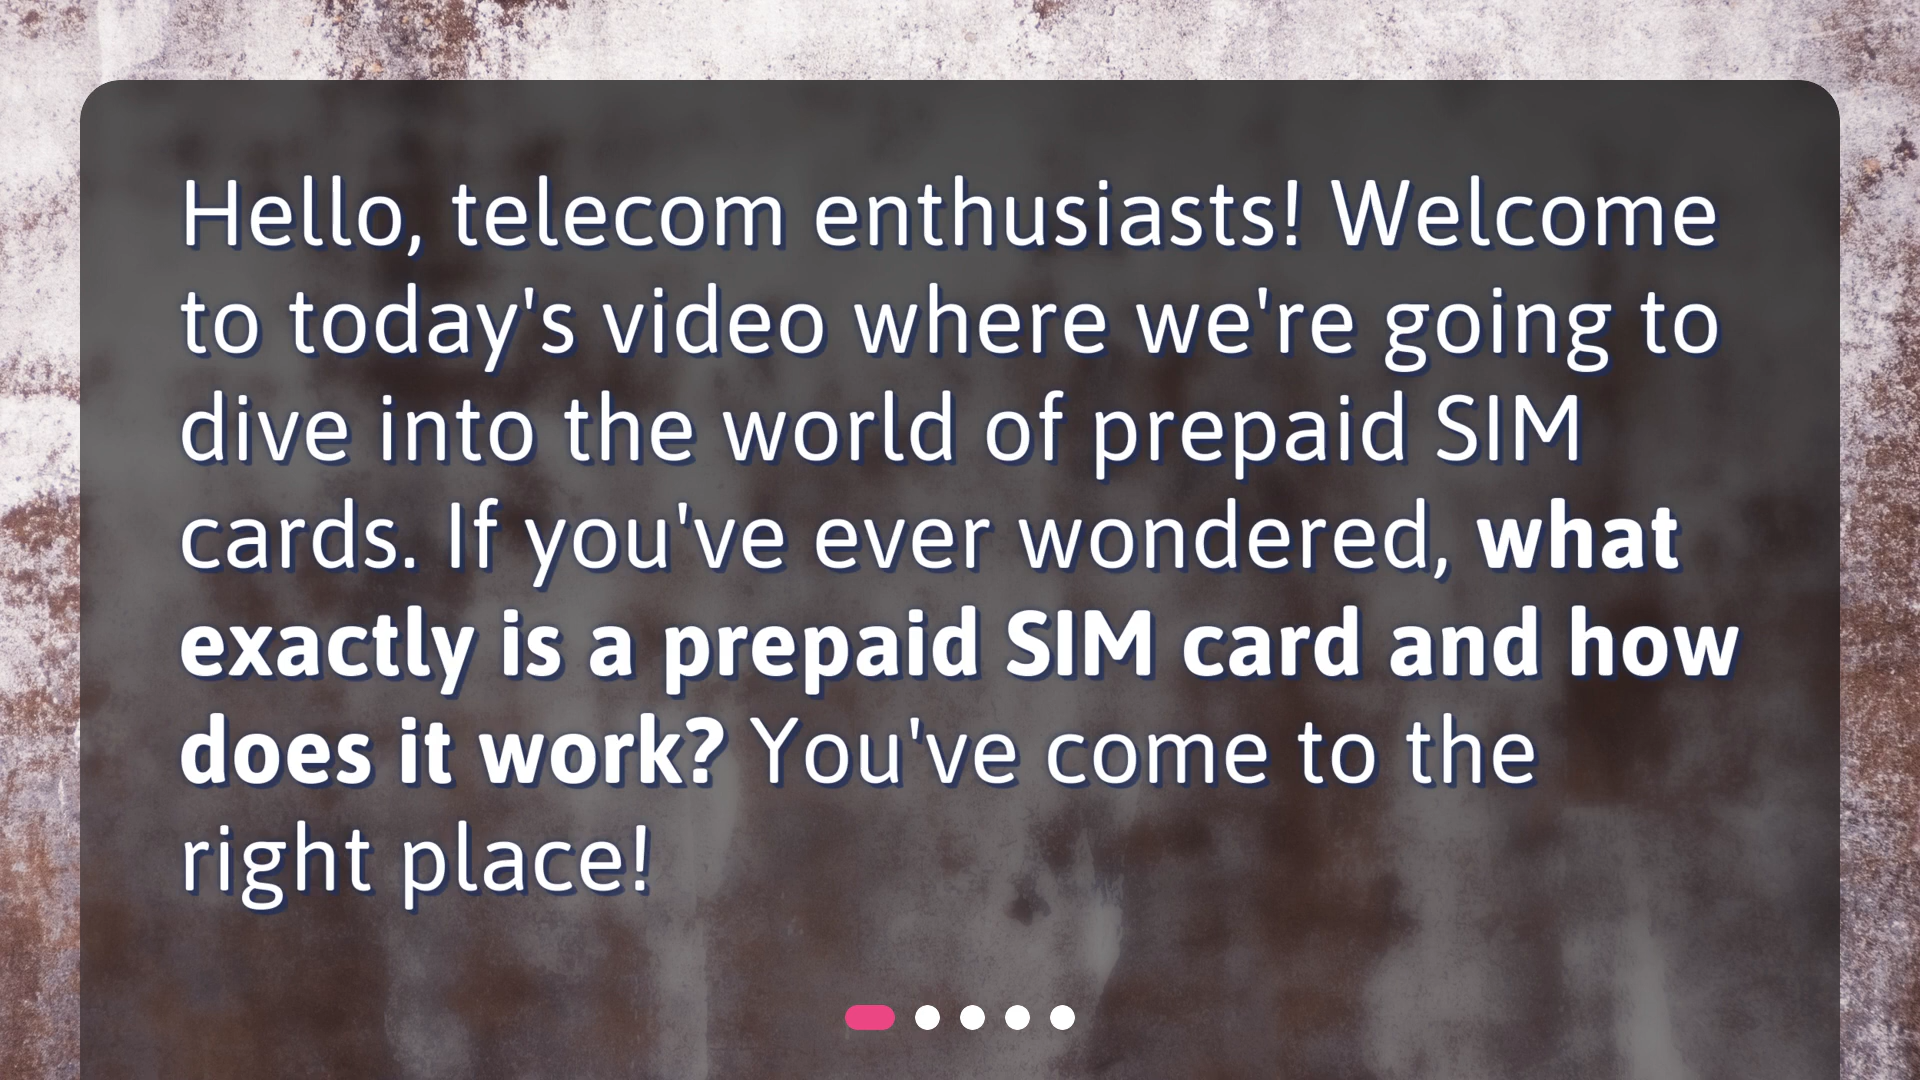 Hello, telecom enthusiasts! Welcome
to today's video where we're going to
dive into the world of prepaid SIM
cards. If you've ever wondered, what
exactly is a prepaid SIM card and how
does it work? You've come to the
right place!